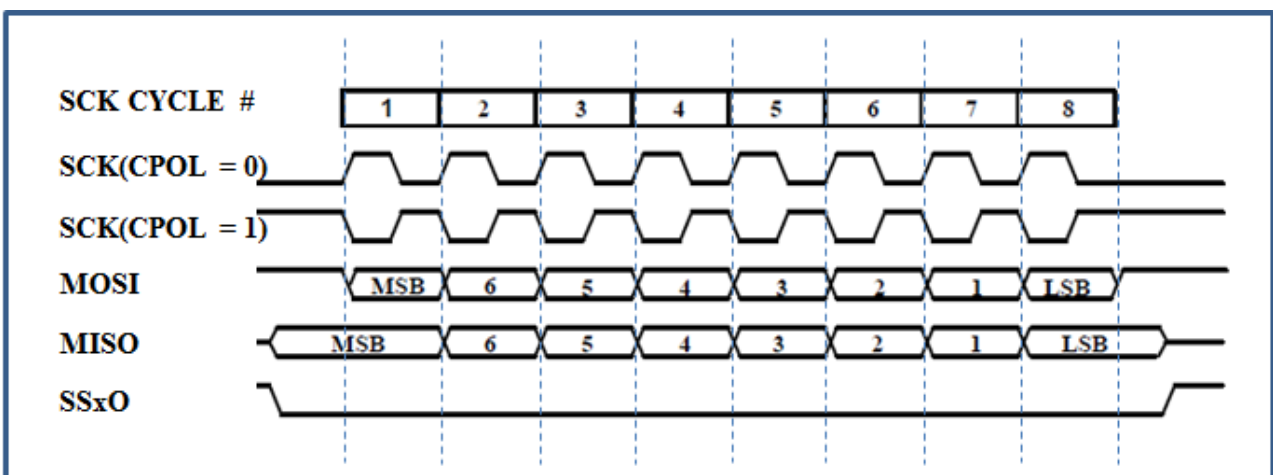 SCK CYCLE # 1 2 3 4 5 6 7 8
SCK(CPOL = 0)
SCK(CPOL = 1)
MOSI MSB 6 5 4 3 2 1 LSB
MISO MSB 6 5 4 3 2 1 LSB
SSxO